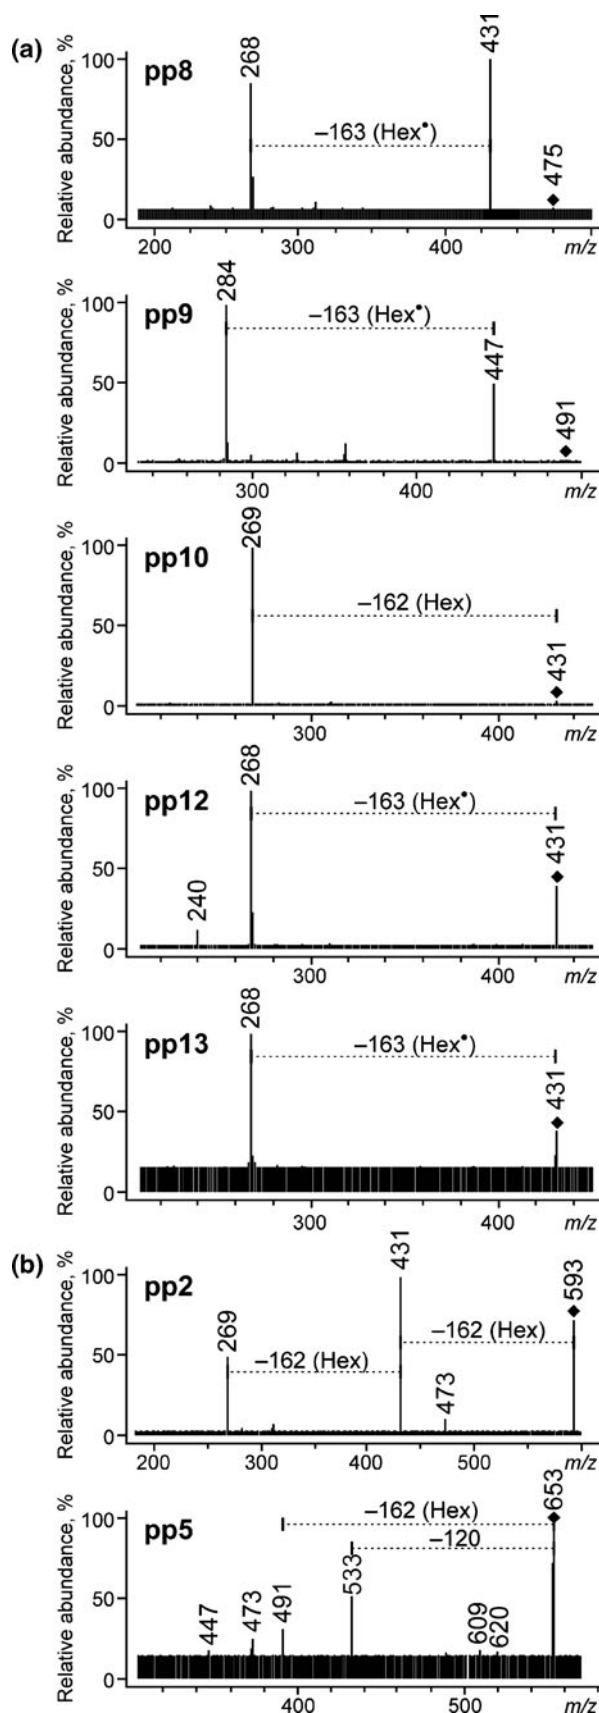 (a)
pp8
Relative abundance, %
100
50
0
268
431
475
–163 (Hex•)
200 300 400 m/z
pp9
Relative abundance, %
100
50
0
284
447
491
–163 (Hex•)
300 400 m/z
pp10
Relative abundance, %
100
50
0
269
431
–162 (Hex)
300 400 m/z
pp12
Relative abundance, %
100
50
0
240
268
431
–163 (Hex•)
300 400 m/z
pp13
Relative abundance, %
100
50
0
268
431
–163 (Hex•)
300 400 m/z
(b)
pp2
Relative abundance, %
100
50
0
269
431
473
593
–162 (Hex)
–162 (Hex)
200 300 400 500 m/z
pp5
Relative abundance, %
100
50
0
447
473
491
533
609
620
653
–162 (Hex)
–120
400 500 m/z